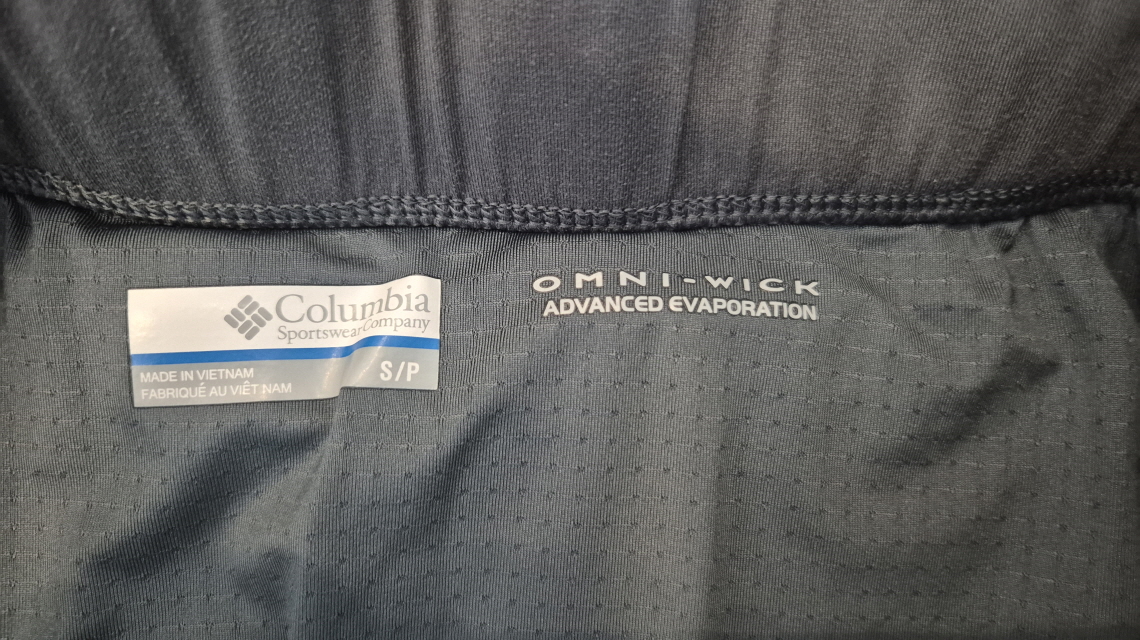 Columbia
Sportswear Company
MADE IN VIETNAM
FABRIQUÉ AU VIÊT NAM
S/P
OMNI-WICK
ADVANCED EVAPORATION